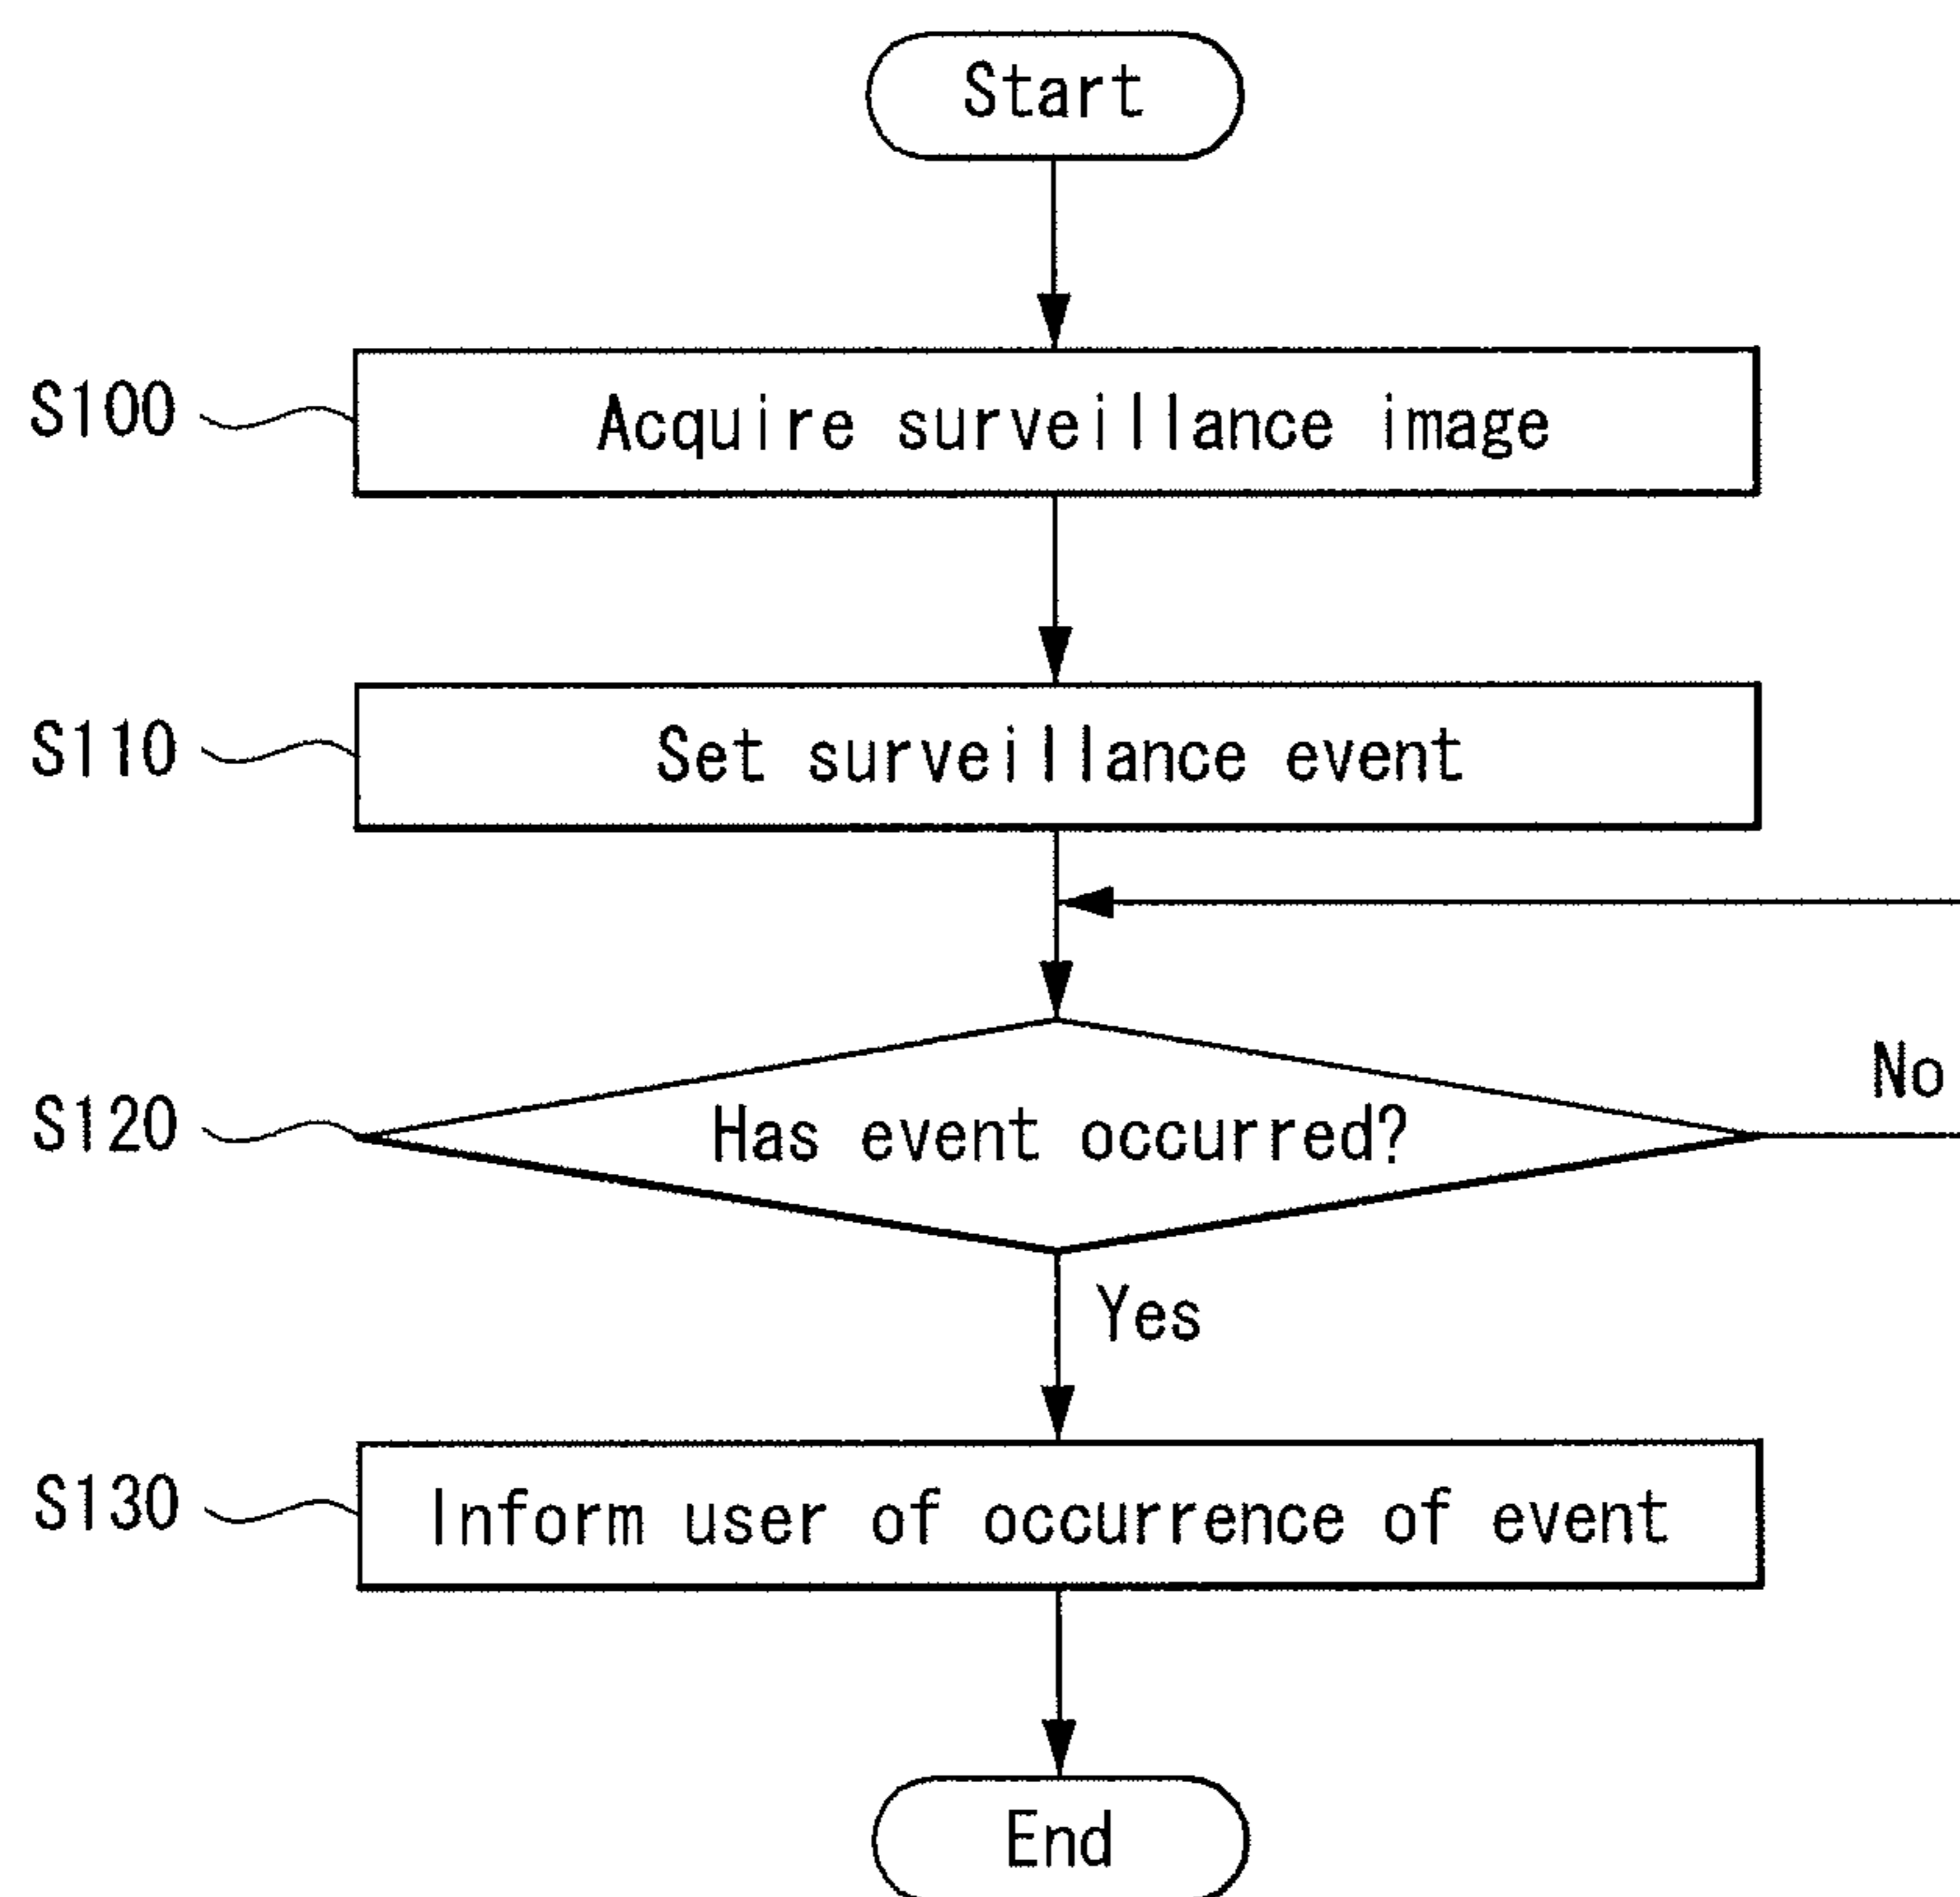 Start
S100
Acquire surveillance image
S110
Set surveillance event
S120
Has event occurred?
No
Yes
S130
Inform user of occurrence of event
End